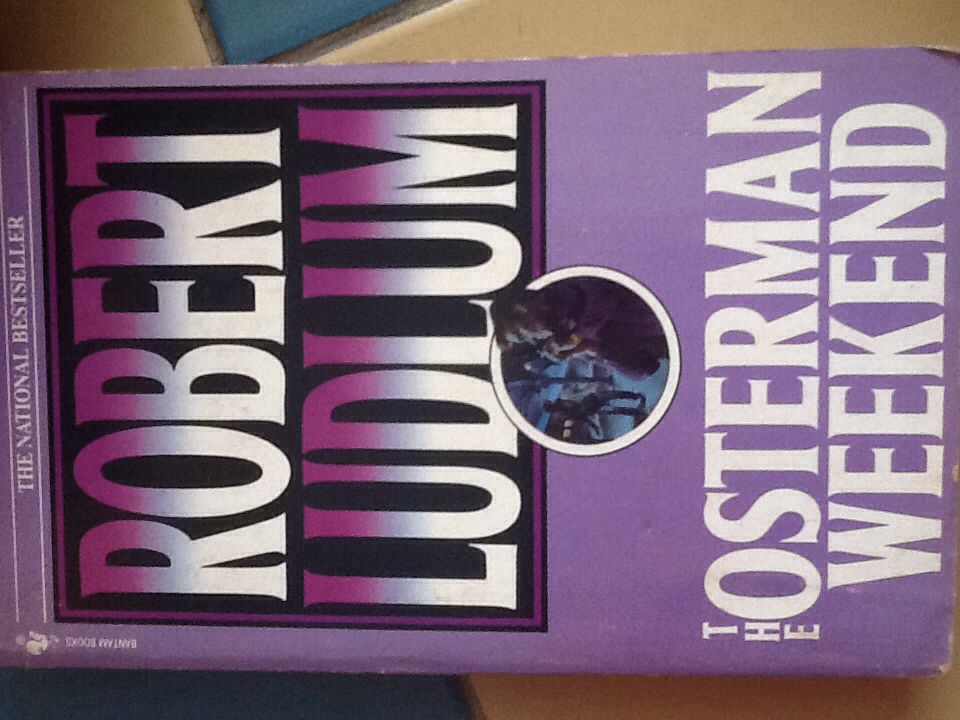 THE NATIONAL BESTSELLER
BANTAM BOOKS
ROBERT
LUDLUM
THE OSTERMAN
WEEKEND